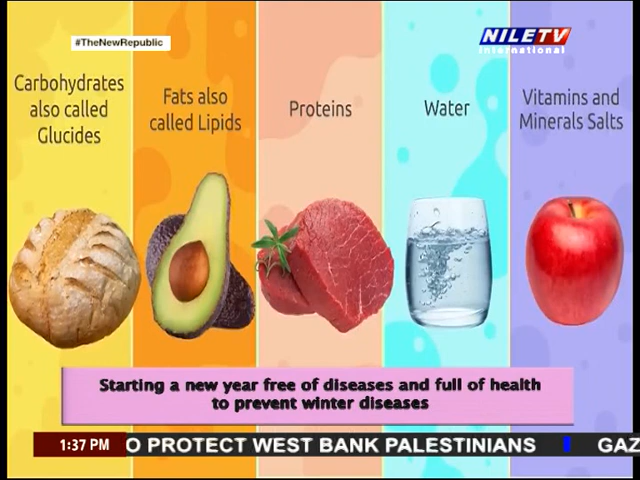 #TheNewRepublic
NILE TV
International
Carbohydrates
also called
Glucides
Fats also
called Lipids
Proteins
Water
Vitamins and
Minerals Salts
Starting a new year free of diseases and full of health
to prevent winter diseases
1:37 PM O PROTECT WEST BANK PALESTINIANS GAZ